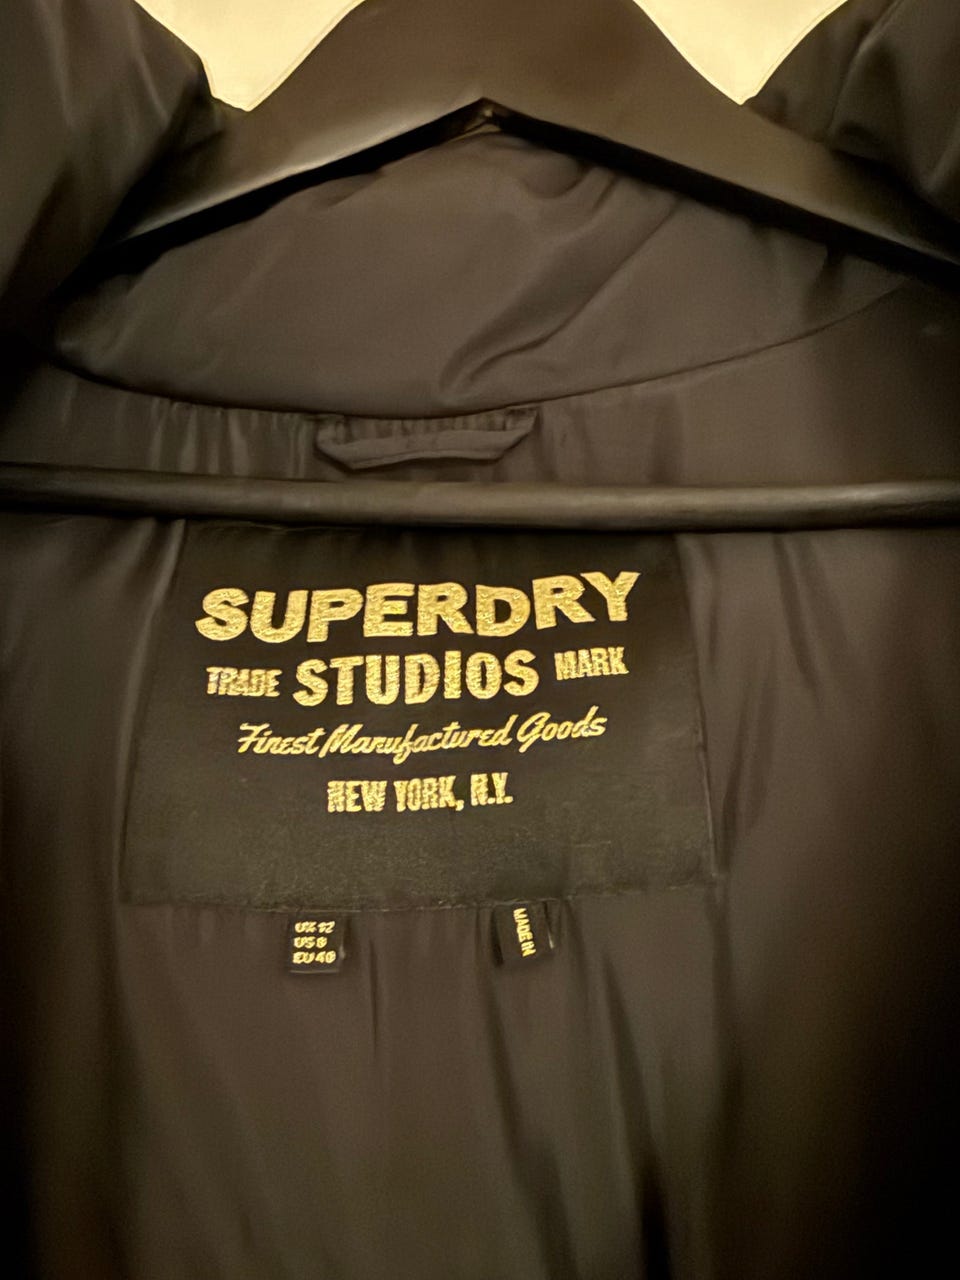 SUPERDRY
TRADE STUDIOS MARK
Finest Manufactured Goods
NEW YORK, N.Y.
UK 12
US 8
EU 40
MADE IN